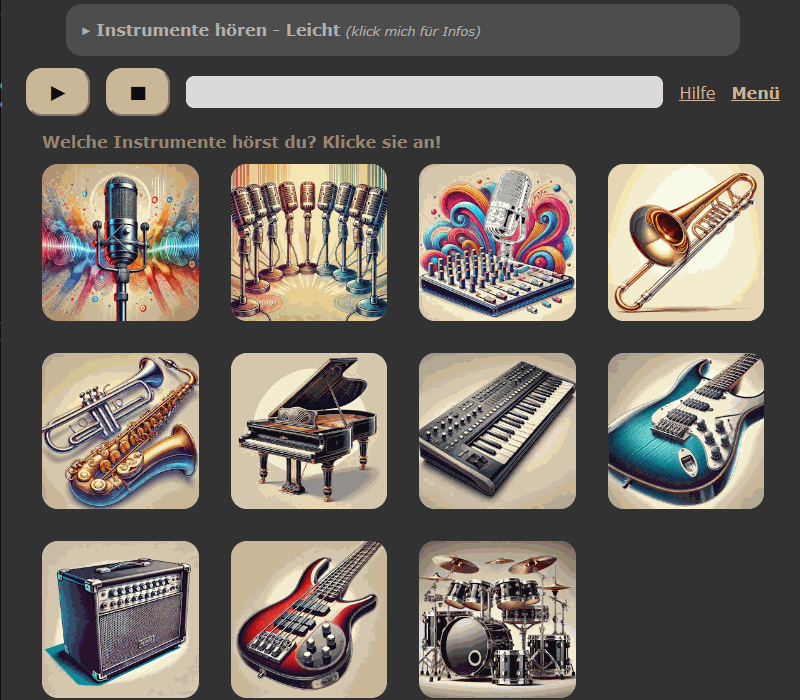 ▸ Instrumente hören - Leicht (klick mich für Infos)
Hilfe Menü
Welche Instrumente hörst du? Klicke sie an!